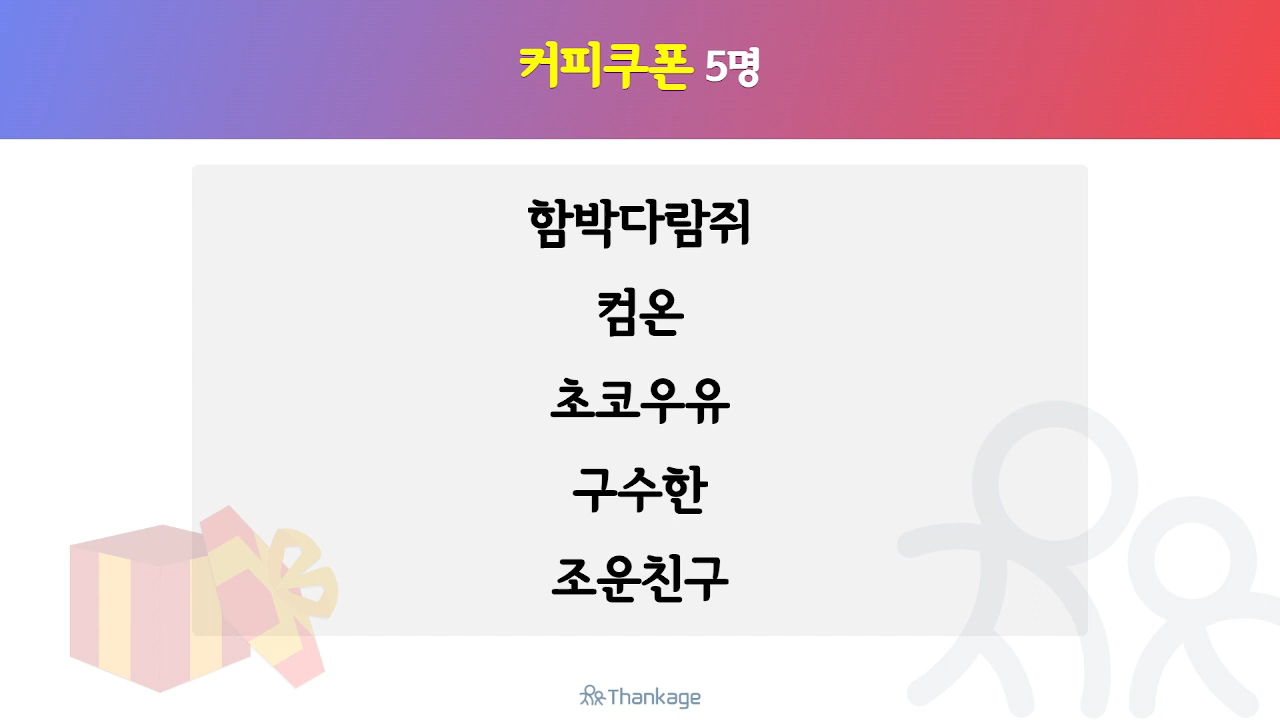 커피쿠폰 5명
함박다람쥐
컴온
초코우유
구수한
조운친구
Thankage